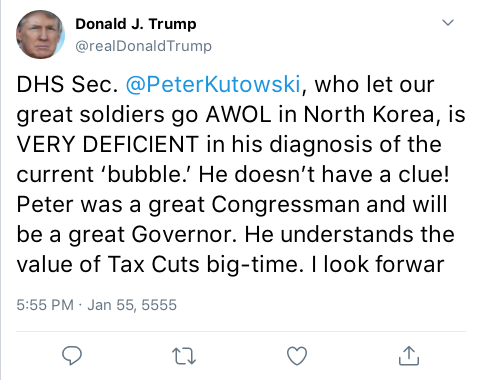 Donald J. Trump
@realDonaldTrump
DHS Sec. @PeterKutowski, who let our
great soldiers go AWOL in North Korea, is
VERY DEFICIENT in his diagnosis of the
current ‘bubble.’ He doesn’t have a clue!
Peter was a great Congressman and will
be a great Governor. He understands the
value of Tax Cuts big-time. I look forwar
5:55 PM · Jan 55, 5555